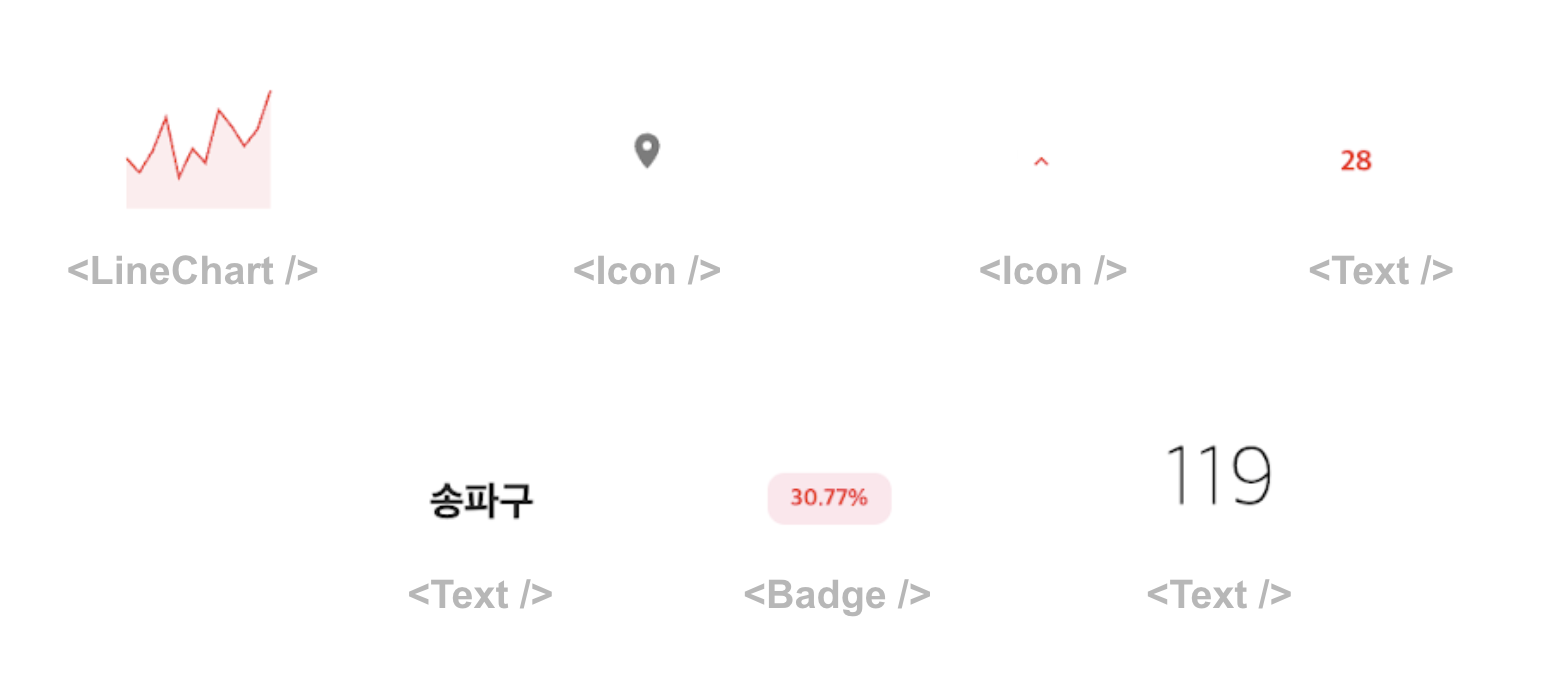 28
<LineChart />
<Icon />
<Icon />
<Text />
송파구
30.77%
119
<Text />
<Badge />
<Text />